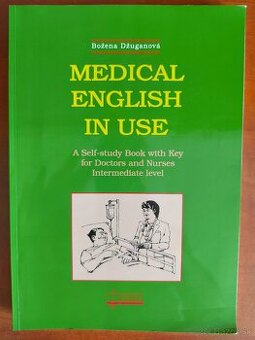 Božena Džuganová
MEDICAL
ENGLISH
IN USE
A Self-study Book with Key
for Doctors and Nurses
Intermediate level